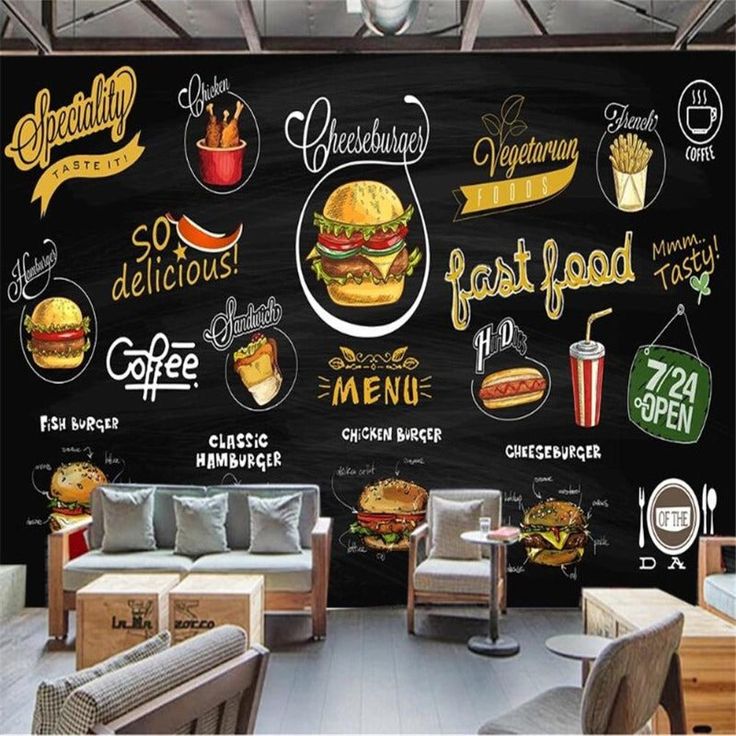 Speciality
TASTE IT!
Chicken
Cheeseburger
Vegetarian
FOODS
French
COFFEE
SO
delicious!
fast food
Mmm..
Tasty!
Hamburger
Coffee
Sandwich
MENU
Hot Dogs
7/24
OPEN
FISH BURGER
CLASSIC
HAMBURGER
CHICKEN BURGER
CHEESEBURGER
OF THE
DA